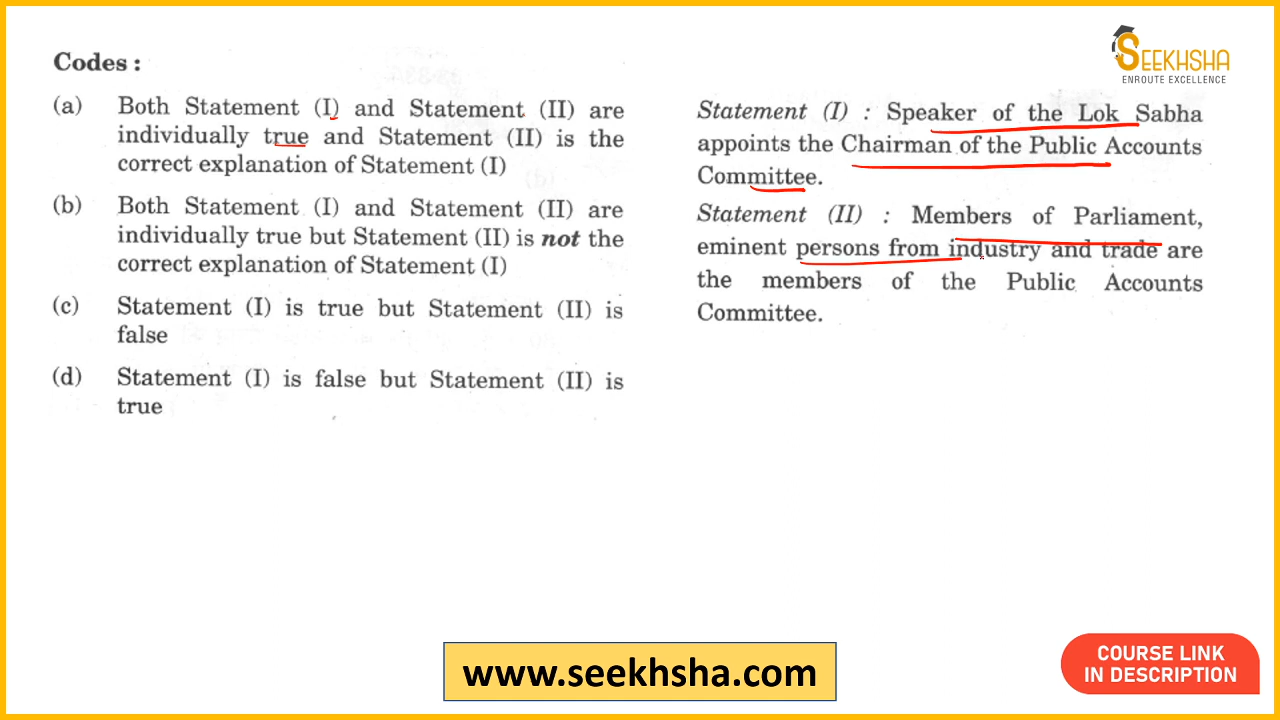 SEEKHSHA
ENROUTE EXCELLENCE
Codes :
(a) Both Statement (I) and Statement (II) are
individually true and Statement (II) is the
correct explanation of Statement (I)
(b) Both Statement (I) and Statement (II) are
individually true but Statement (II) is not the
correct explanation of Statement (I)
(c) Statement (I) is true but Statement (II) is
false
(d) Statement (I) is false but Statement (II) is
true
Statement (I) : Speaker of the Lok Sabha
appoints the Chairman of the Public Accounts
Committee.
Statement (II) : Members of Parliament,
eminent persons from industry and trade are
the members of the Public Accounts
Committee.
www.seekhsha.com
COURSE LINK
IN DESCRIPTION